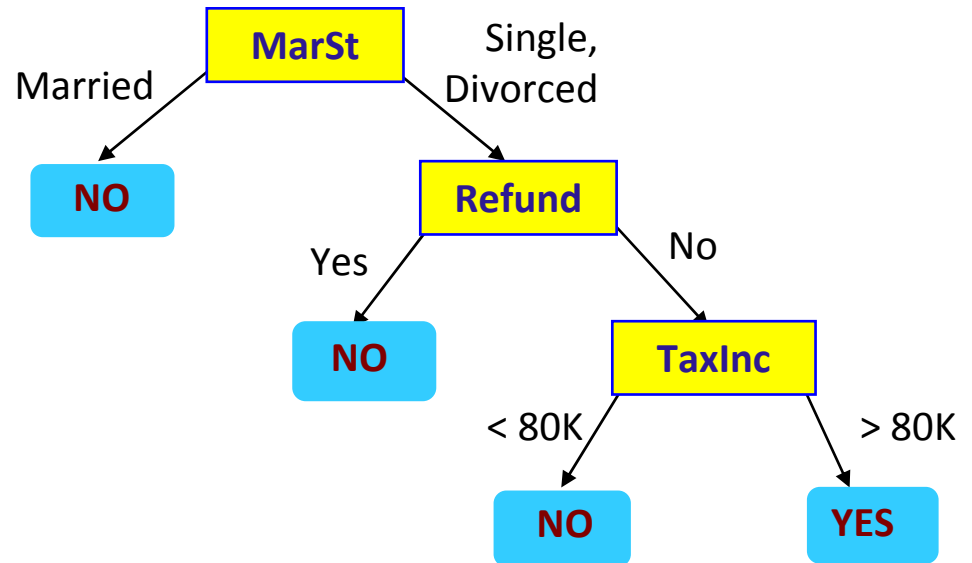 MarSt
Single,
Divorced
Married
NO
Refund
Yes
No
NO
TaxInc
< 80K
> 80K
NO
YES